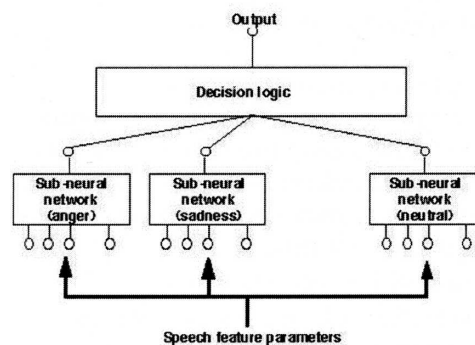 Output
Decision logic
Sub-neural
network
(anger)
Sub-neural
network
(sadness)
Sub-neural
network
(neutral)
Speech feature parameters